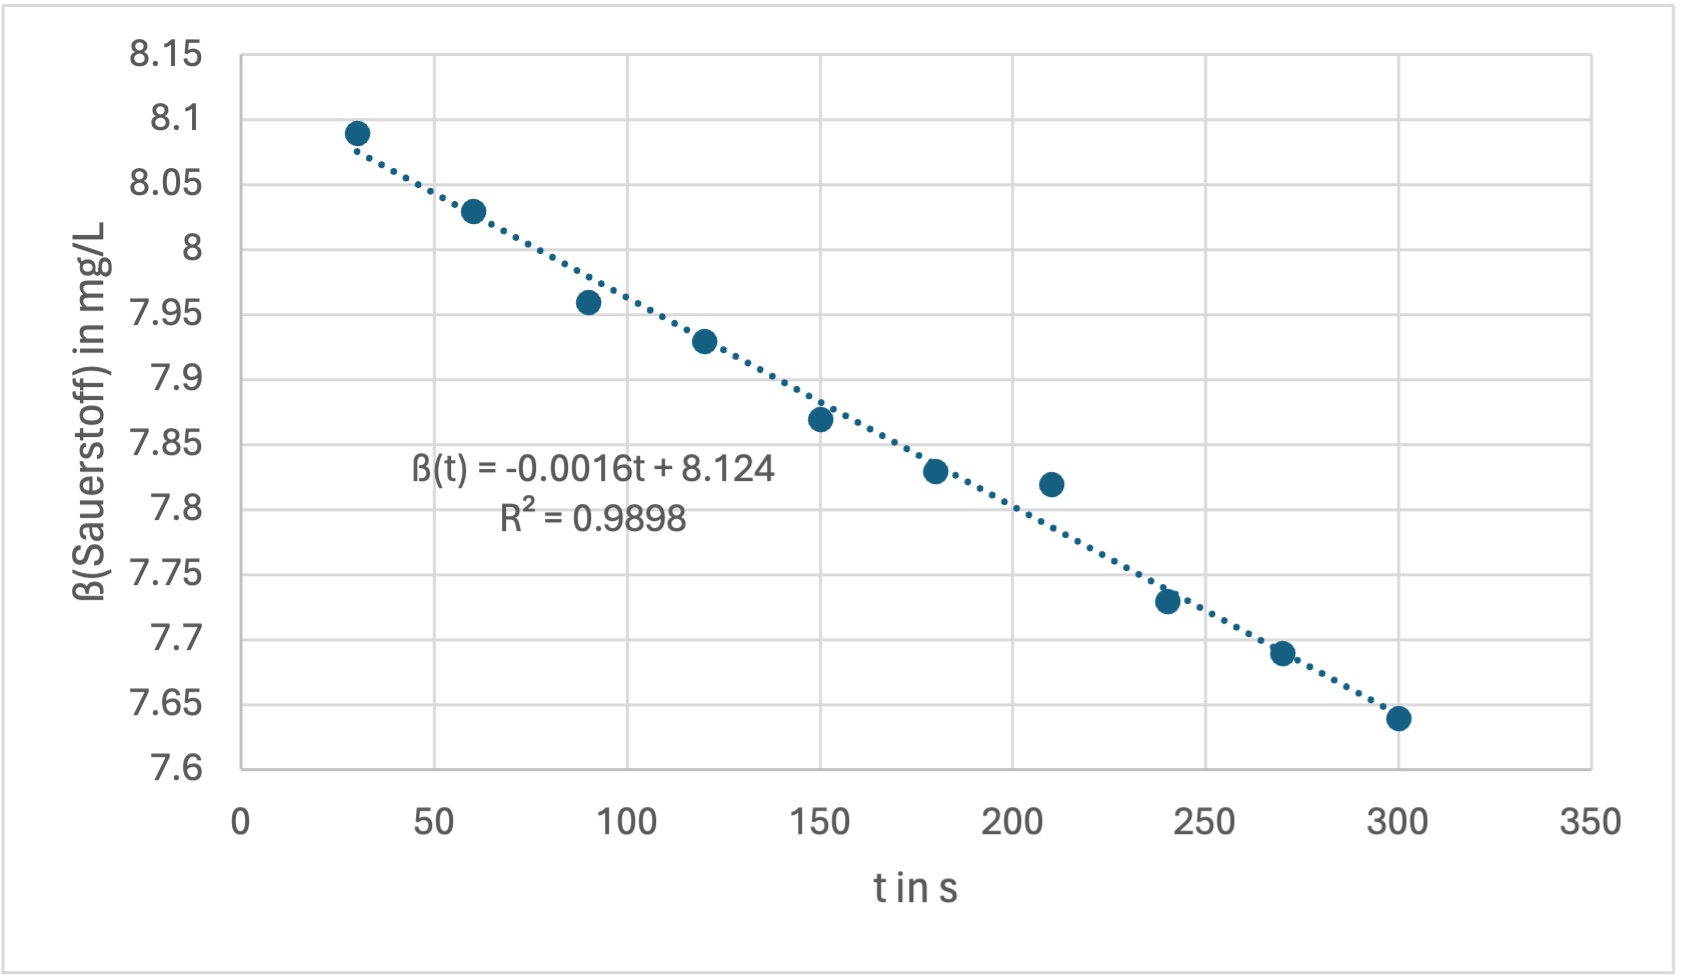 8.15
8.1
8.05
8
7.95
7.9
7.85
7.8
7.75
7.7
7.65
7.6
ß(Sauerstoff) in mg/L
ß(t) = -0.0016t + 8.124
R² = 0.9898
0 50 100 150 200 250 300 350
t in s